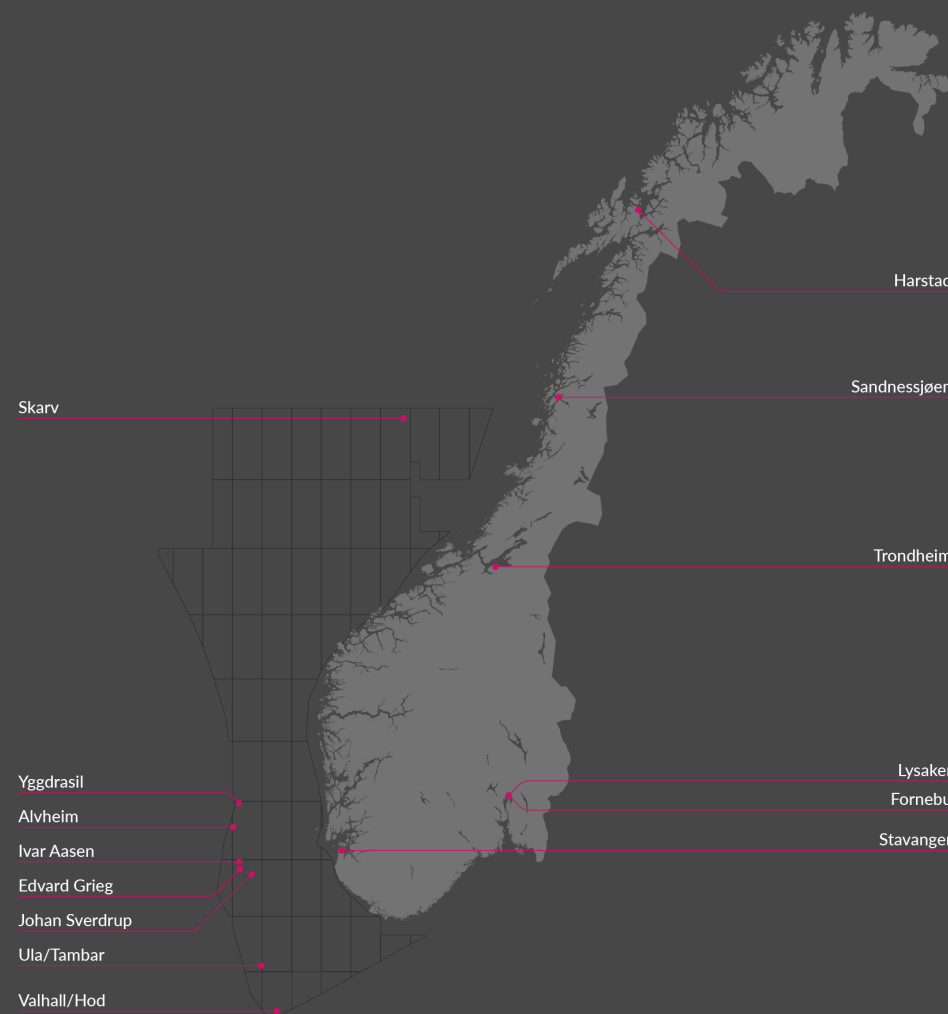 Harstad
Sandnessjøen
Skarv
Trondheim
Lysaker
Yggdrasil
Fornebu
Alvheim
Stavanger
Ivar Aasen
Edvard Grieg
Johan Sverdrup
Ula/Tambar
Valhall/Hod